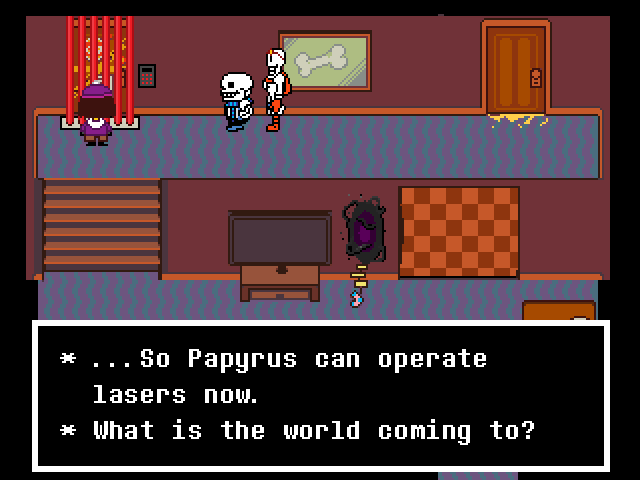 * ...So Papyrus can operate
lasers now.
* What is the world coming to?